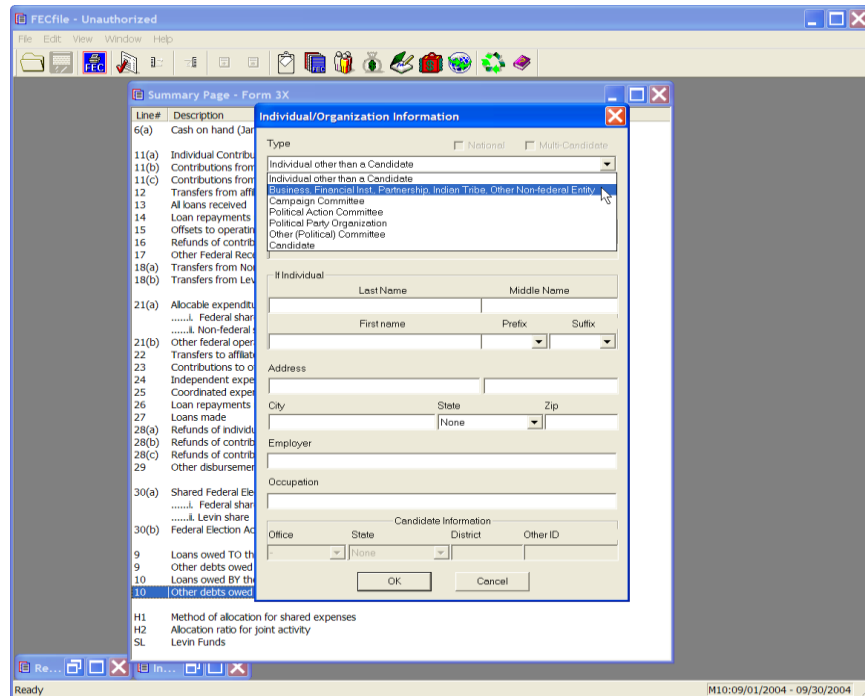 FECfile - Unauthorized
File Edit View Window Help
FEC
Summary Page - Form 3X
Line# Description
6(a) Cash on hand (Jan
11(a) Individual Contribu
11(b) Contributions from
11(c) Contributions from
12 Transfers from affil
13 All loans received
14 Loan repayments
15 Offsets to operatin
16 Refunds of contrib
17 Other Federal Rece
18(a) Transfers from Non
18(b) Transfers from Lev
21(a) Allocable expenditu
......i. Federal share
......ii. Non-federal s
21(b) Other federal oper
22 Transfers to affiliat
23 Contributions to o
24 Independent expe
25 Coordinated exper
26 Loan repayments
27 Loans made
28(a) Refunds of individu
28(b) Refunds of contrib
28(c) Refunds of contrib
29 Other disbursemen
30(a) Shared Federal Ele
......i. Federal shar
......ii. Levin share
30(b) Federal Election Ac
9 Loans owed TO th
9 Other debts owed
10 Loans owed BY the
10 Other debts owed
H1 Method of allocation for shared expenses
H2 Allocation ratio for joint activity
SL Levin Funds
Individual/Organization Information
Type National Multi-Candidate
Individual other than a Candidate
Individual other than a Candidate
Business, Financial Inst., Partnership, Indian Tribe, Other Non-federal Entity
Campaign Committee
Political Action Committee
Political Party Organization
Other (Political) Committee
Candidate
If Individual
Last Name Middle Name
First name Prefix Suffix
Address
City State Zip
None
Employer
Occupation
Candidate Information
Office State District Other ID
- None
OK Cancel
Re... In...
Ready M10:09/01/2004 - 09/30/2004